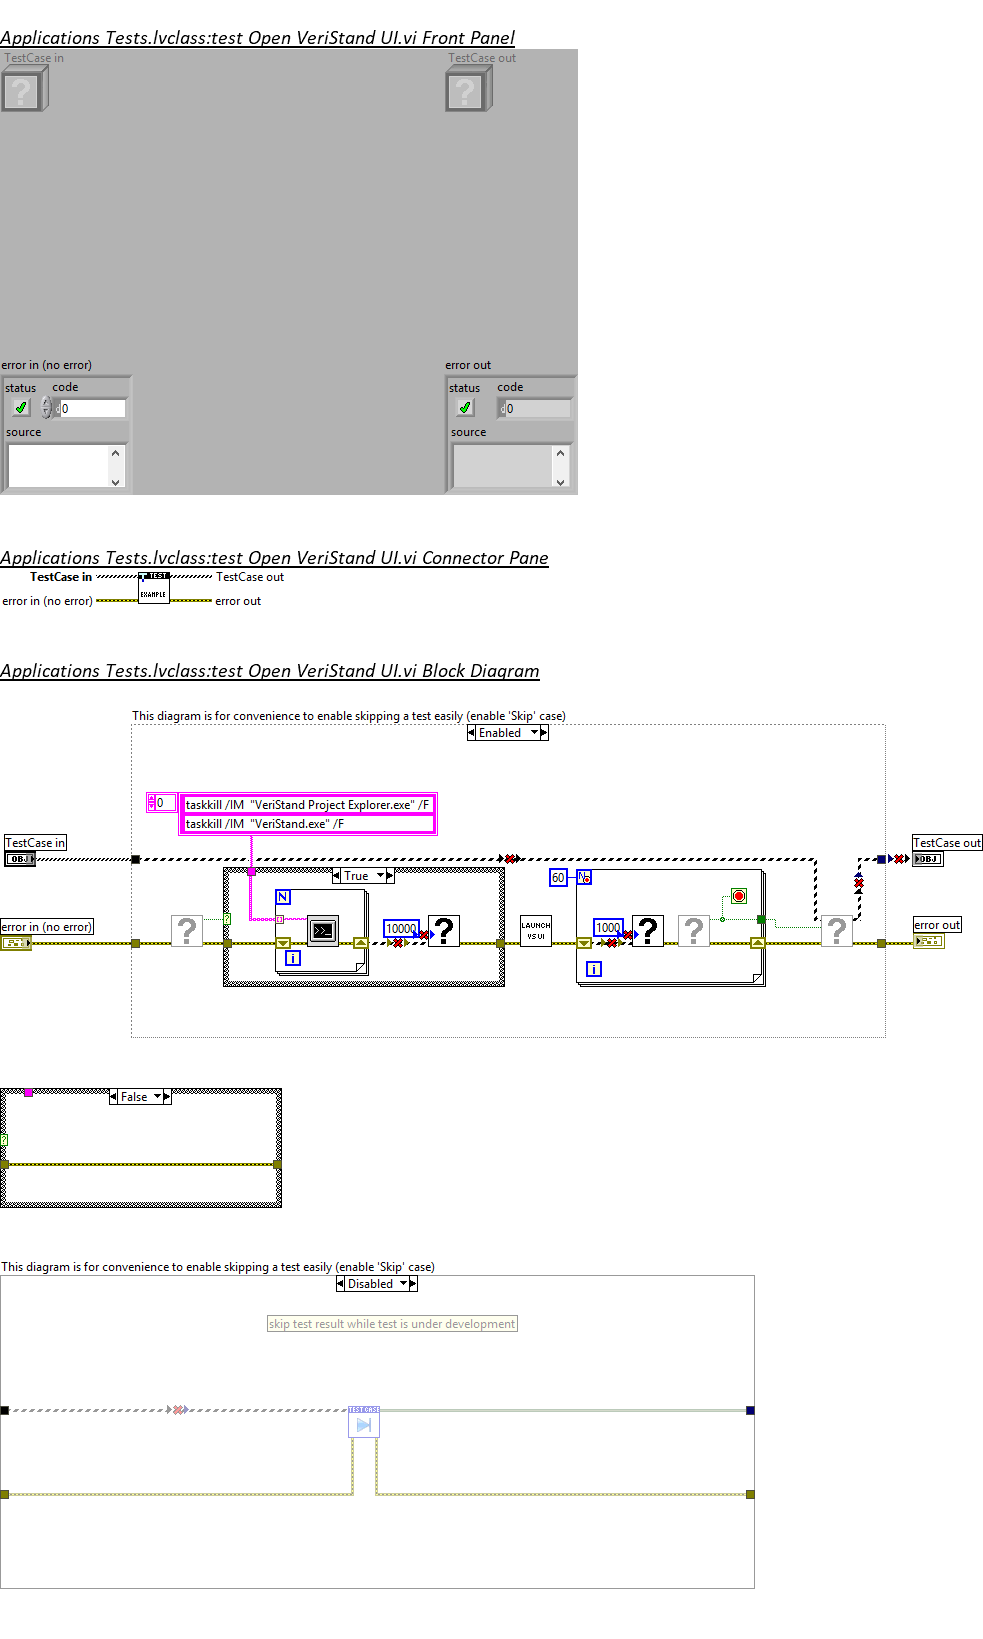 Applications Tests.lvclass:test Open VeriStand UI.vi Front Panel
TestCase in
TestCase out
error in (no error)
error out
status
code
status
code
d0
d0
source
source
Applications Tests.lvclass:test Open VeriStand UI.vi Connector Pane
TestCase in
TestCase out
TEST
EXAMPLE
error in (no error)
error out
Applications Tests.lvclass:test Open VeriStand UI.vi Block Diagram
This diagram is for convenience to enable skipping a test easily (enable 'Skip' case)
Enabled
0
taskkill /IM  "VeriStand Project Explorer.exe" /F
taskkill /IM  "VeriStand.exe" /F
TestCase in
TestCase out
OBJ
OBJ
True
60
N
N
error in (no error)
error out
?
?
10000
?
LAUNCH
VS UI
1000
?
?
?
i
i
False
?
This diagram is for convenience to enable skipping a test easily (enable 'Skip' case)
Disabled
skip test result while test is under development
TEST CASE